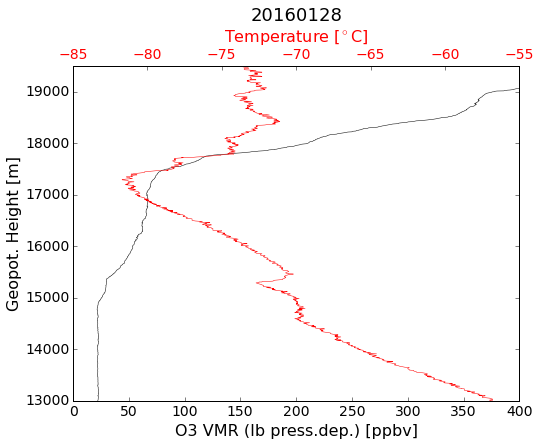 20160128
Temperature [°C]
−85 −80 −75 −70 −65 −60 −55
19000
18000
17000
16000
15000
14000
13000
Geopot. Height [m]
0 50 100 150 200 250 300 350 400
O3 VMR (lb press.dep.) [ppbv]